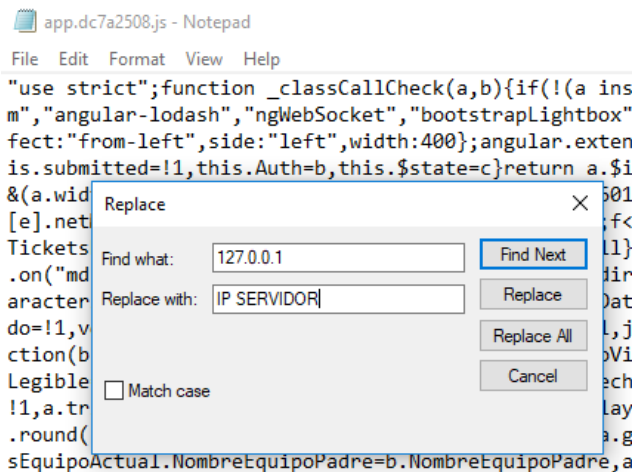 app.dc7a2508.js - Notepad
File Edit Format View Help
"use strict";function _classCallCheck(a,b){if(!(a ins
m","angular-lodash","ngWebSocket","bootstrapLightbox"
fect:"from-left",side:"left",width:400};angular.exten
is.submitted=!1,this.Auth=b,this.$state=c}return a.$i
&(a.wid
Replace
[e].net
Tickets
Find what: 127.0.0.1 Find Next
.on("md
aracter
Replace with: IP SERVIDOR Replace
do=!1,v
Replace All
ction(b
Legible
Cancel
Match case
!1,a.tr
.round(
sEquipoActual.NombreEquipoPadre=b.NombreEquipoPadre,a